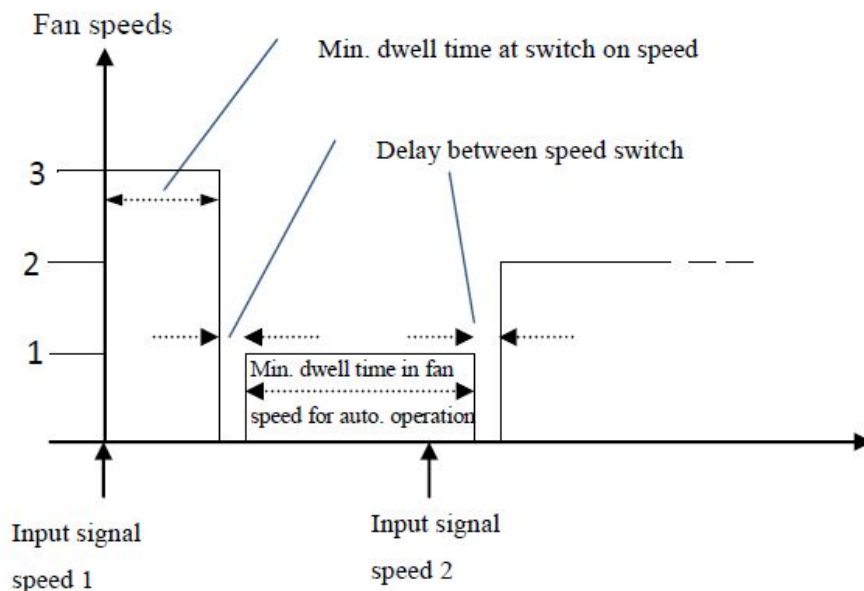 Fan speeds
Min. dwell time at switch on speed
Delay between speed switch
3
2
1
Min. dwell time in fan
speed for auto. operation
Input signal
speed 1
Input signal
speed 2